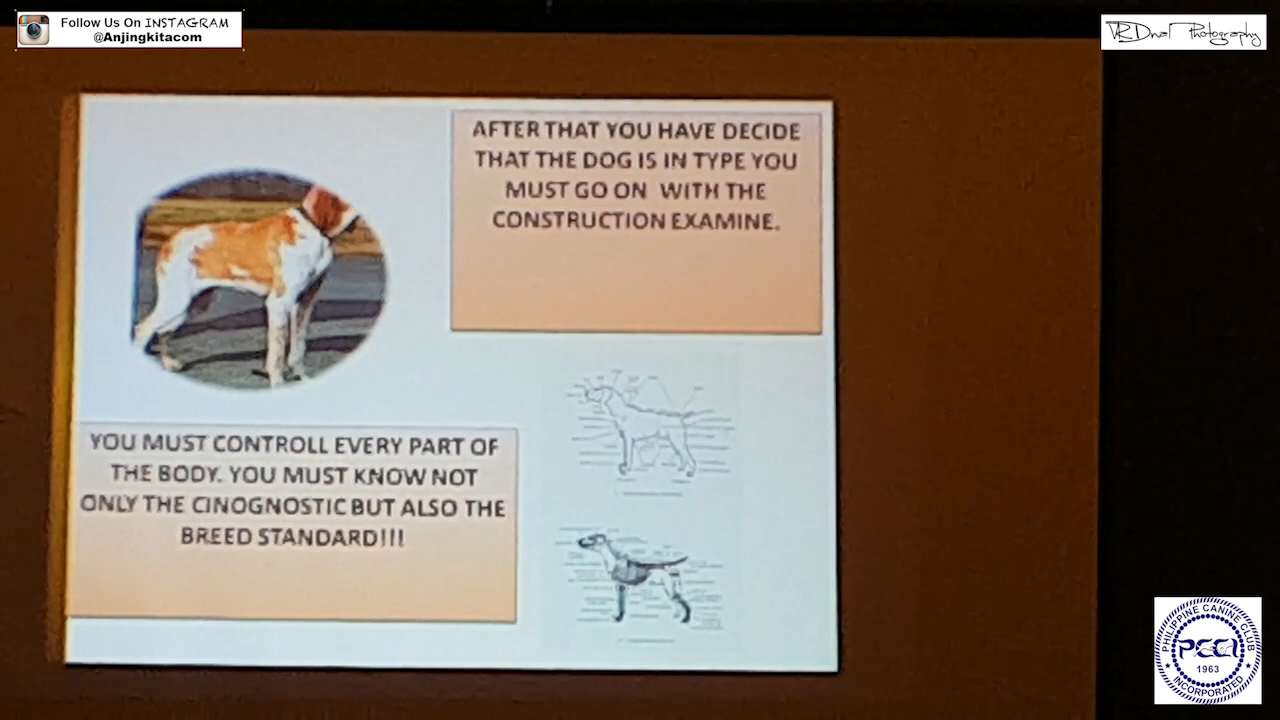 Follow Us On INSTAGRAM
@Anjingkitacom
VRDnal Photography
AFTER THAT YOU HAVE DECIDE
THAT THE DOG IS IN TYPE YOU
MUST GO ON WITH THE
CONSTRUCTION EXAMINE.
YOU MUST CONTROLL EVERY PART OF
THE BODY. YOU MUST KNOW NOT
ONLY THE CINOGNOSTIC BUT ALSO THE
BREED STANDARD!!!
PHILIPPINE CANINE CLUB
PCCI
1963
INCORPORATED